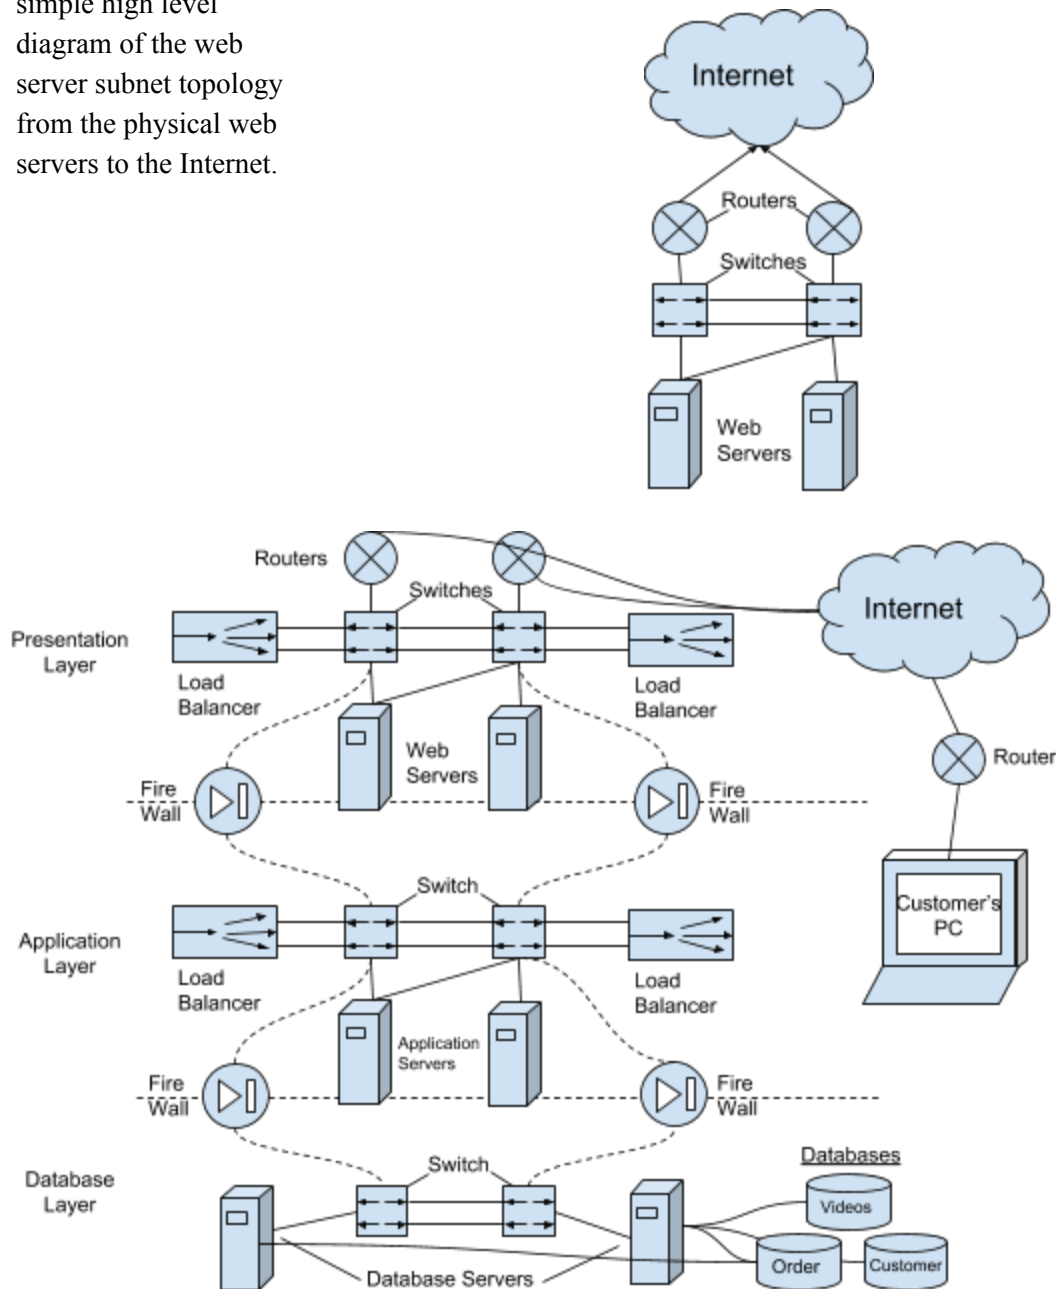 simple high level
diagram of the web
server subnet topology
from the physical web
servers to the Internet.
Internet
Routers
Switches
Web
Servers
Routers
Switches
Internet
Presentation
Layer
Load
Balancer
Load
Balancer
Web
Servers
Router
Fire
Wall
Fire
Wall
Switch
Customer's
PC
Application
Layer
Load
Balancer
Load
Balancer
Application
Servers
Fire
Wall
Fire
Wall
Database
Layer
Switch
Databases
Videos
Order
Customer
Database Servers